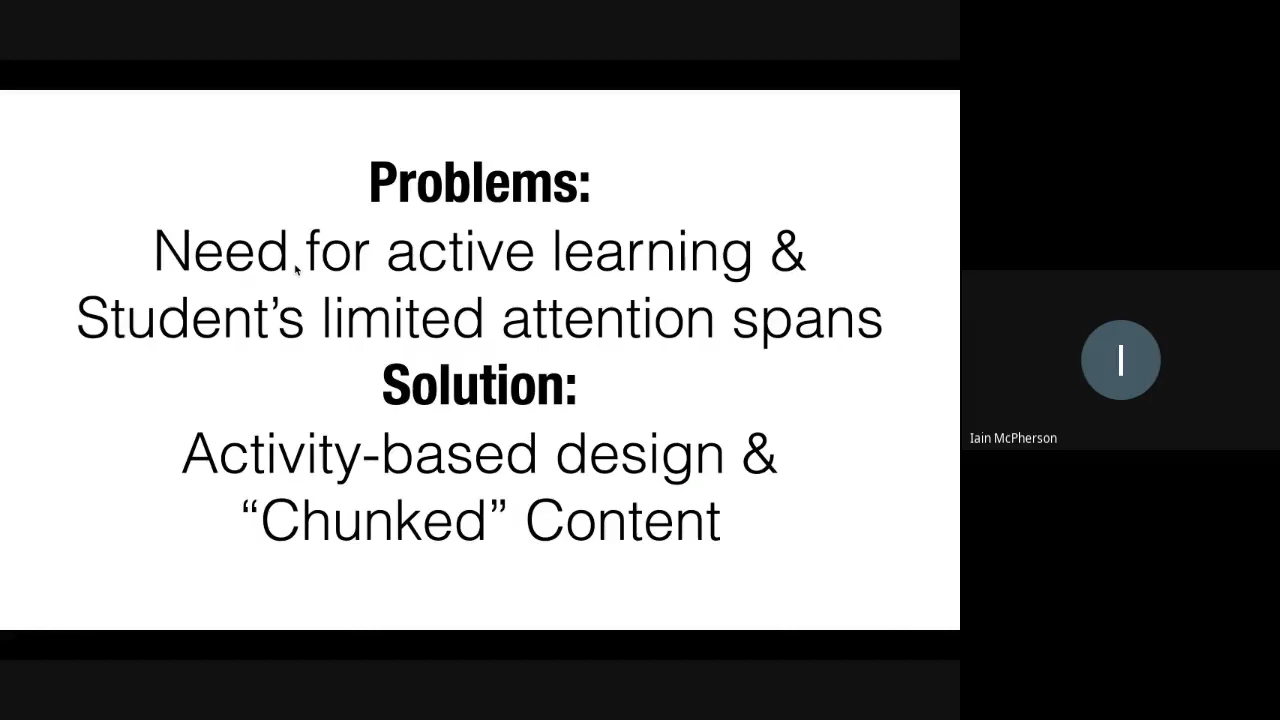 Problems:
Need for active learning &
Student’s limited attention spans
Solution:
Activity-based design &
“Chunked” Content
I
Iain McPherson